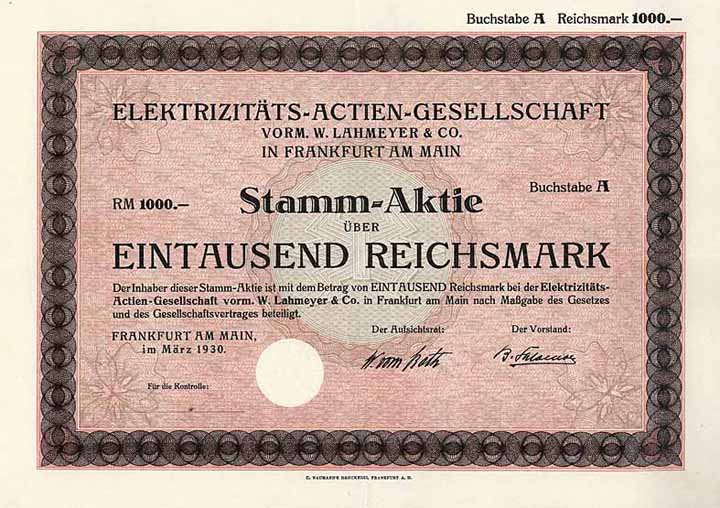 Buchstabe A Reichsmark 1000.—
ELEKTRIZITÄTS-ACTIEN-GESELLSCHAFT
VORM. W. LAHMEYER & CO.
IN FRANKFURT AM MAIN
Buchstabe A
RM 1000.— Stamm-Aktie
ÜBER
EINTAUSEND REICHSMARK
Der Inhaber dieser Stamm-Aktie ist mit dem Betrag von EINTAUSEND Reichsmark bei der Elektrizitäts-
Actien-Gesellschaft vorm. W. Lahmeyer & Co. in Frankfurt am Main nach Maßgabe des Gesetzes
und des Gesellschaftsvertrages beteiligt.
FRANKFURT AM MAIN,
im März 1930.
Der Aufsichtsrat:
Der Vorstand:
Für die Kontrolle:
C. NAUMANN'S DRUCKEREI, FRANKFURT A. M.